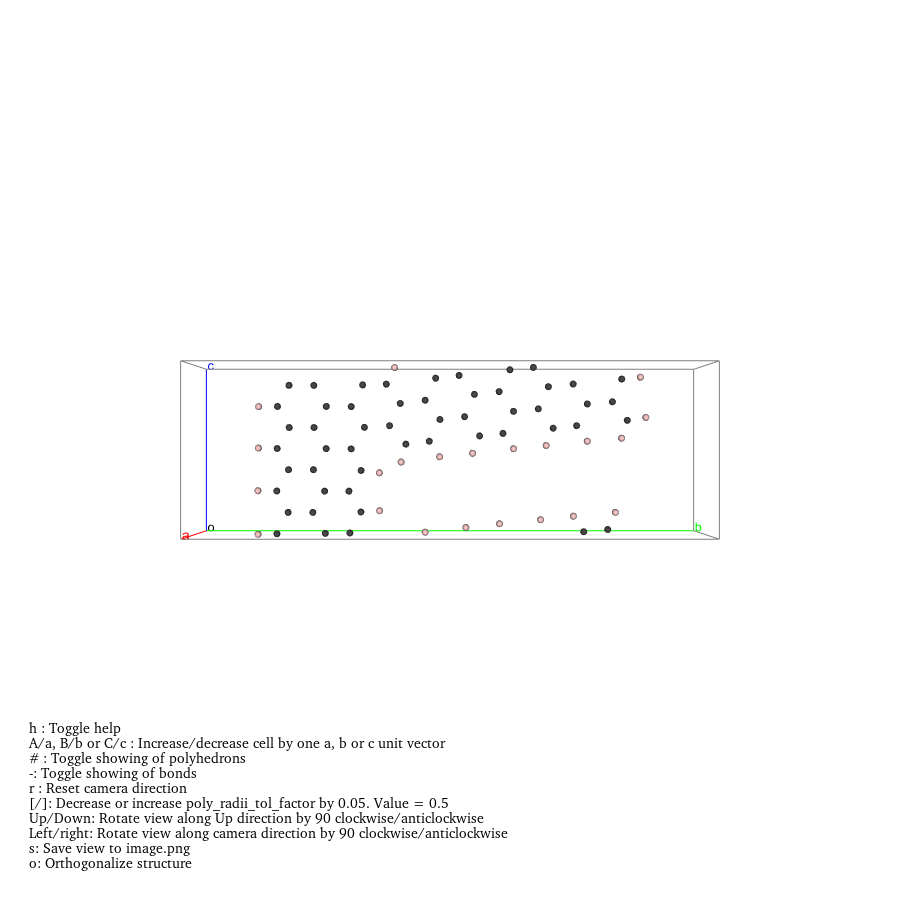 c
o
a
b
h : Toggle help
A/a, B/b or C/c : Increase/decrease cell by one a, b or c unit vector
# : Toggle showing of polyhedrons
-: Toggle showing of bonds
r : Reset camera direction
[/]: Decrease or increase poly_radii_tol_factor by 0.05. Value = 0.5
Up/Down: Rotate view along Up direction by 90 clockwise/anticlockwise
Left/right: Rotate view along camera direction by 90 clockwise/anticlockwise
s: Save view to image.png
o: Orthogonalize structure